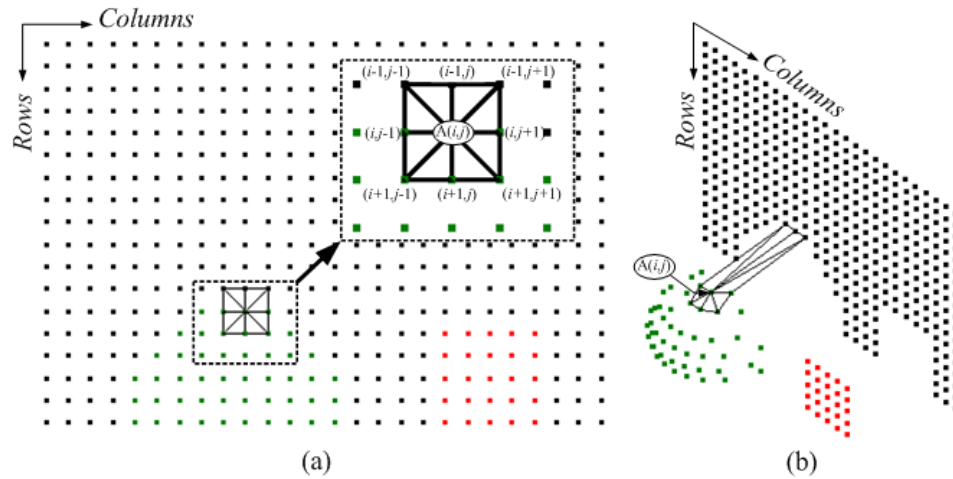 Columns
Rows
(i-1,j-1)
(i-1,j)
(i-1,j+1)
(i,j-1)
A(i,j)
(i,j+1)
(i+1,j-1)
(i+1,j)
(i+1,j+1)
(a)
Columns
Rows
A(i,j)
(b)